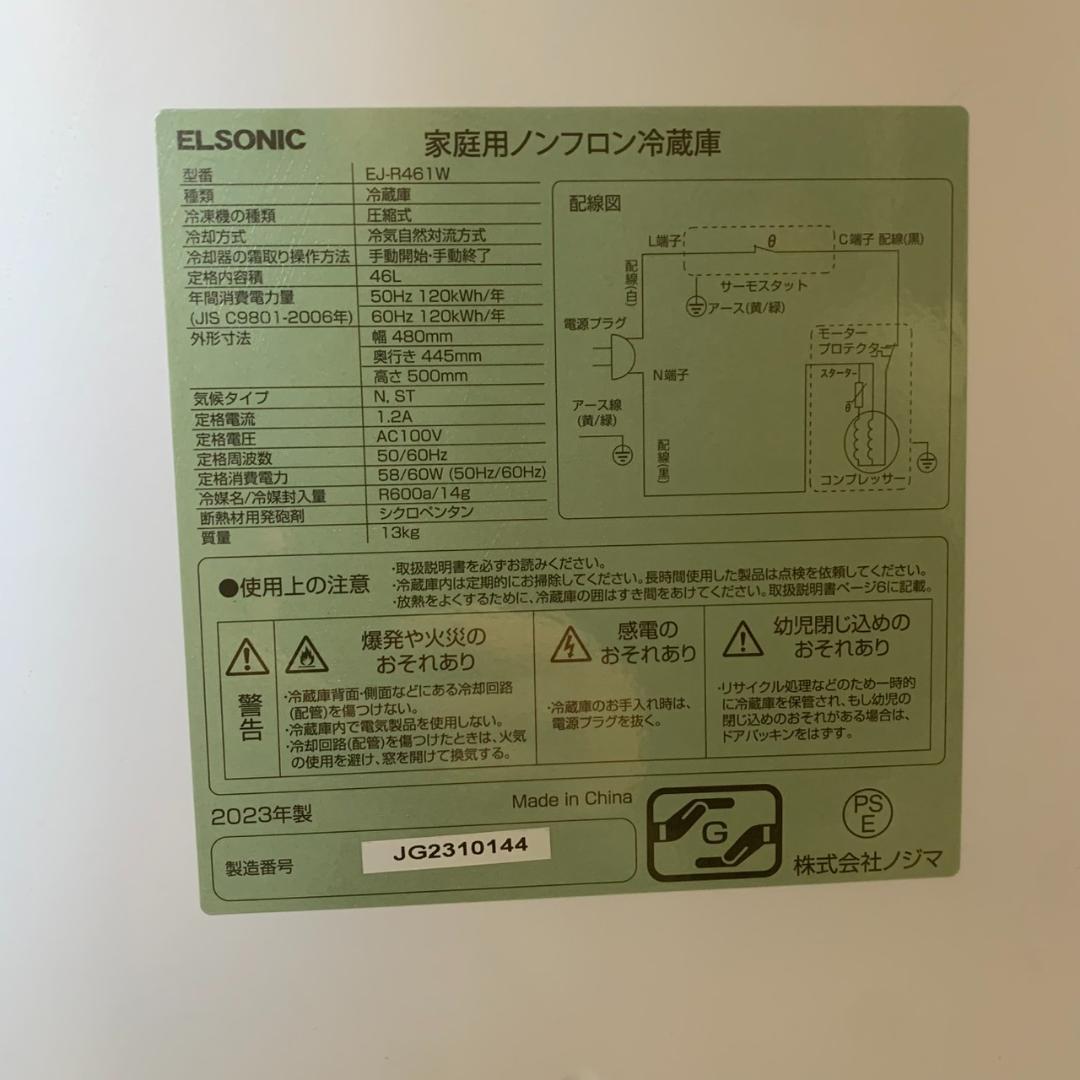 ELSONIC
家庭用ノンフロン冷蔵庫
型番 EJ-R461W
種類 冷蔵庫
冷凍機の種類 圧縮式
冷却方式 冷気自然対流方式
冷却器の霜取り操作方法 手動開始・手動終了
定格内容積 46L
年間消費電力量 50Hz 120kWh/年
(JIS C9801-2006年) 60Hz 120kWh/年
外形寸法 幅 480mm
奥行き 445mm
高さ 500mm
気候タイプ N, ST
定格電流 1.2A
定格電圧 AC100V
定格周波数 50/60Hz
定格消費電力 58/60W (50Hz/60Hz)
冷媒名/冷媒封入量 R600a/14g
断熱材用発砲剤 シクロペンタン
質量 13kg
配線図
L端子
θ
C端子 配線(黒)
配線(白)
サーモスタット
アース(黄/緑)
電源プラグ
モーター
プロテクター
スターター
θ
N端子
アース線
(黄/緑)
配線(黒)
コンプレッサー
●使用上の注意
・取扱説明書を必ずお読みください。
・冷蔵庫内は定期的にお掃除してください。長時間使用した製品は点検を依頼してください。
・放熱をよくするために、冷蔵庫の囲はすき間をあけてください。取扱説明書ページ6に記載。
警告
爆発や火災の
おそれあり
・冷蔵庫背面・側面などにある冷却回路
(配管)を傷つけない。
・冷蔵庫内で電気製品を使用しない。
・冷却回路(配管)を傷つけたときは、火気
の使用を避け、窓を開けて換気する。
感電の
おそれあり
・冷蔵庫のお手入れ時は、
電源プラグを抜く。
幼児閉じ込めの
おそれあり
・リサイクル処理などのため一時的
に冷蔵庫を保管され、もし幼児の
閉じ込めのおそれがある場合は、
ドアパッキンをはずす。
2023年製
Made in China
製造番号 JG2310144
G
PS
E
株式会社ノジマ